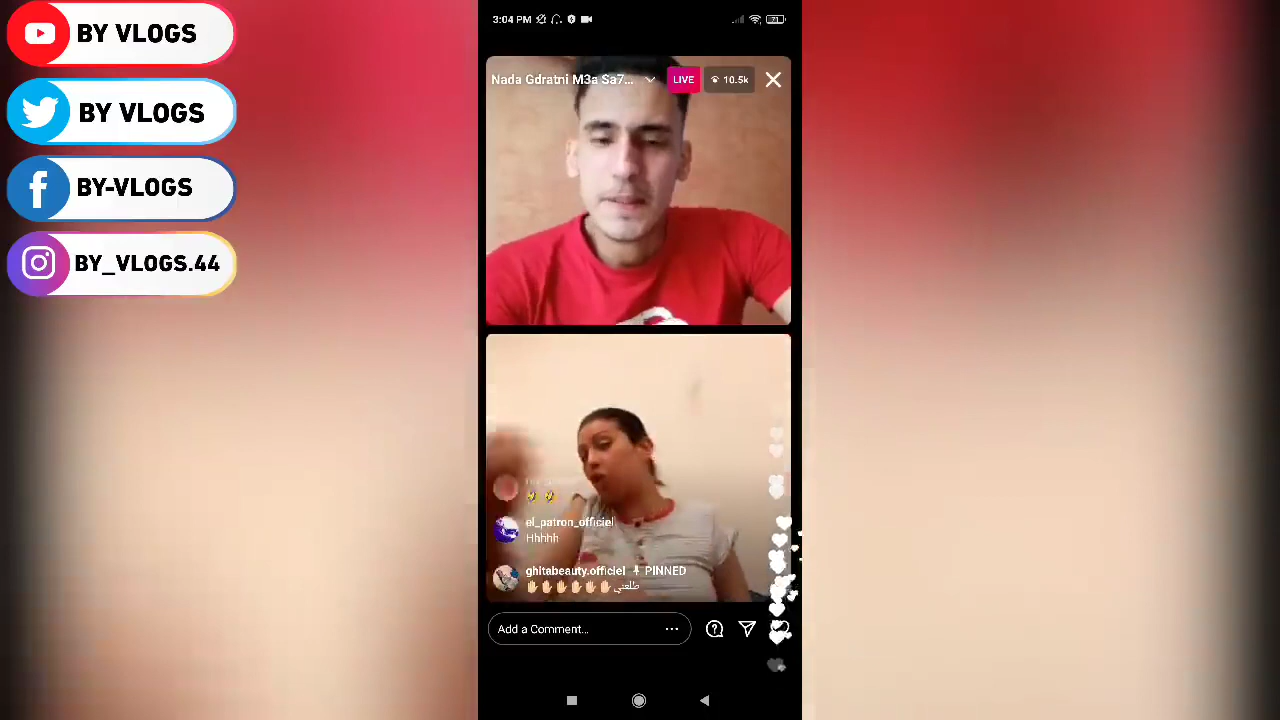 BY VLOGS
BY VLOGS
BY-VLOGS
BY_VLOGS.44
3:04 PM
71
Nada Gdratni M3a Sa7...
LIVE
10.5k
el_patron_officiel
Hhhhh
ghitabeauty.officiel PINNED
✋🏻✋🏻✋🏻✋🏻✋🏻✋🏻طلعني
Add a Comment...